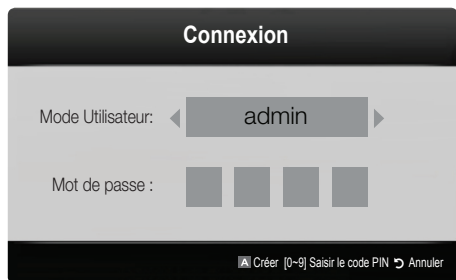 Connexion
Mode Utilisateur: admin
Mot de passe :
A Créer [0~9] Saisir le code PIN Annuler